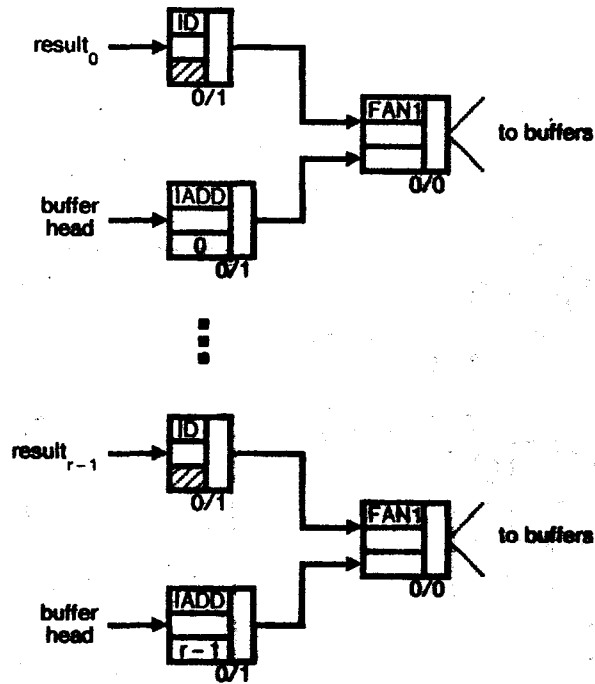 ID
result0
0/1
FAN1
to buffers
0/0
IADD
buffer
head
0
0/1
ID
result r-1
0/1
FAN1
to buffers
0/0
IADD
buffer
head
r-1
0/1